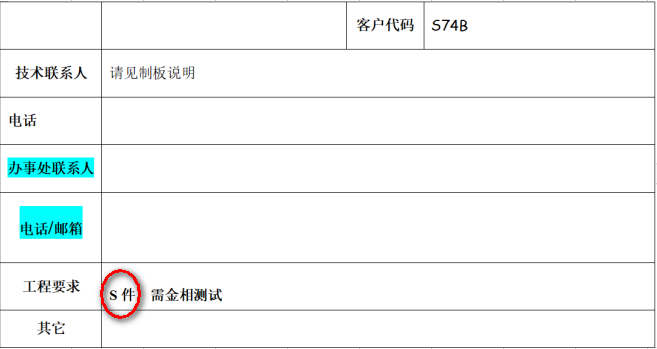 客户代码 S74B
技术联系人 请见制板说明
电话
办事处联系人
电话/邮箱
工程要求 S 件 需金相测试
其它